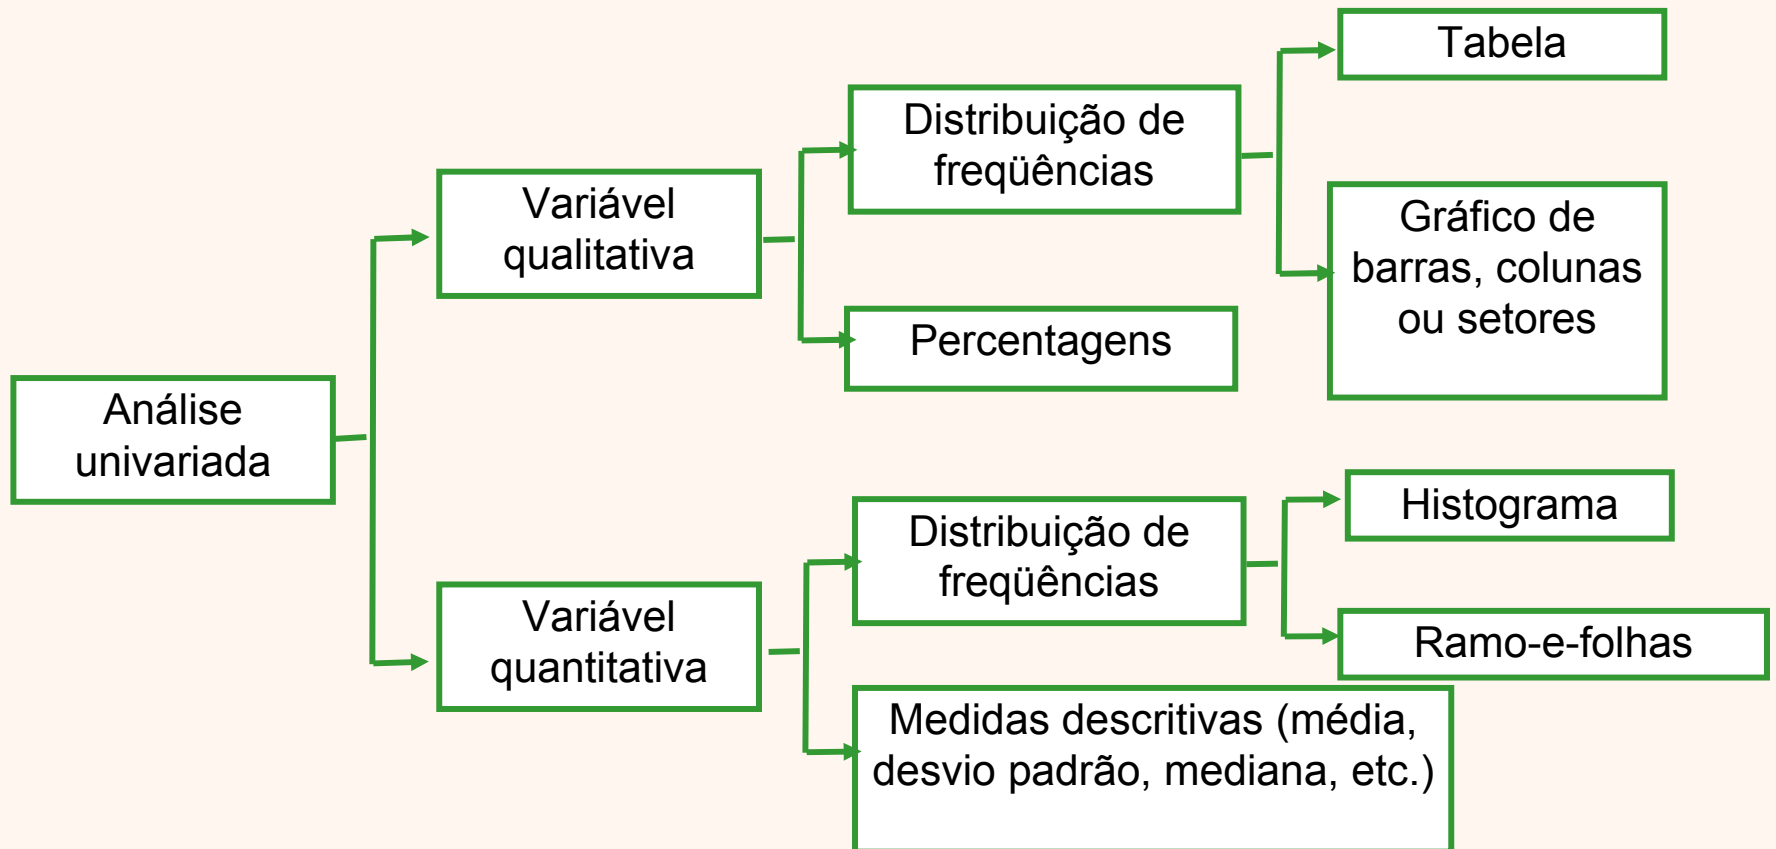 Análise
univariada
Variável
qualitativa
Distribuição de
freqüências
Tabela
Gráfico de
barras, colunas
ou setores
Percentagens
Variável
quantitativa
Distribuição de
freqüências
Histograma
Ramo-e-folhas
Medidas descritivas (média,
desvio padrão, mediana, etc.)